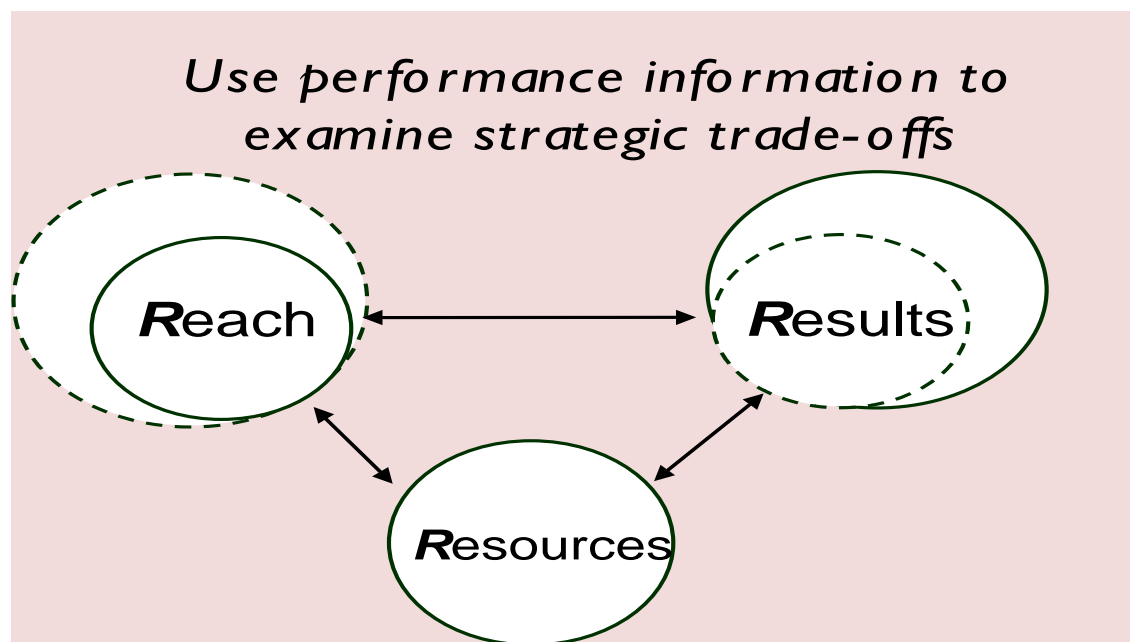 Use performance information to
examine strategic trade-offs
Reach
Results
Resources